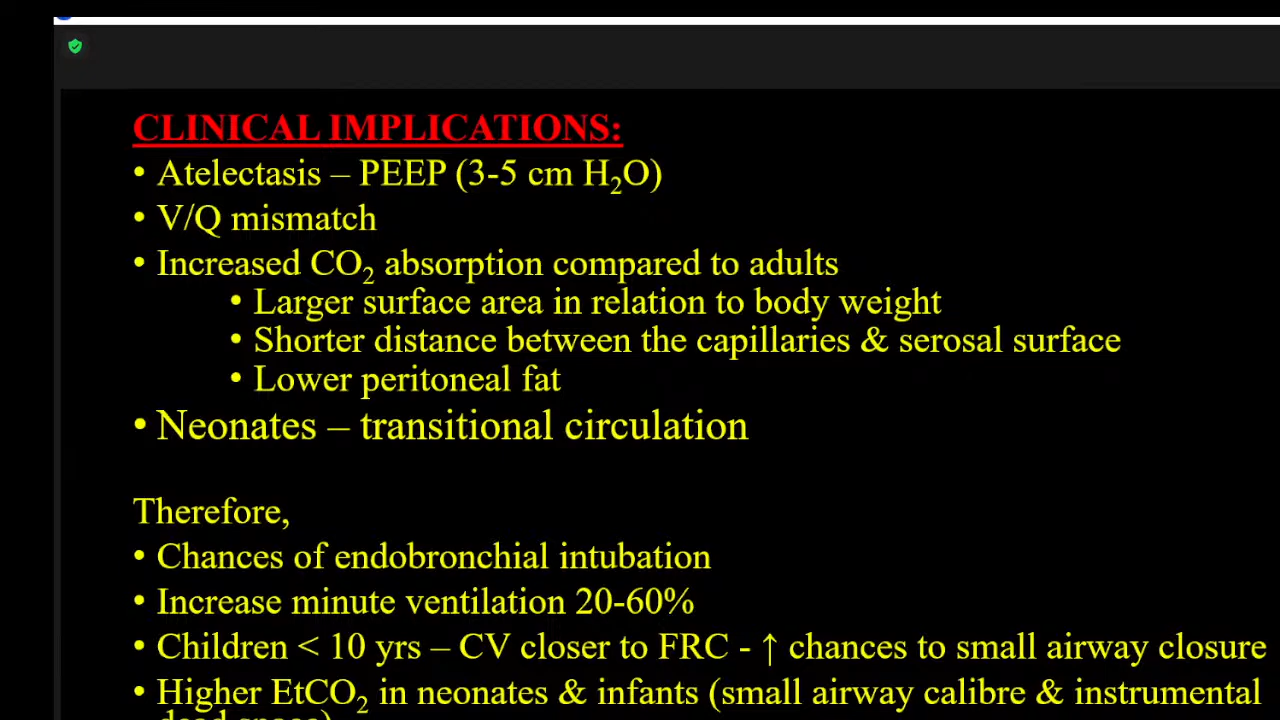 CLINICAL IMPLICATIONS:
• Atelectasis – PEEP (3-5 cm H₂O)
• V/Q mismatch
• Increased CO₂ absorption compared to adults
• Larger surface area in relation to body weight
• Shorter distance between the capillaries & serosal surface
• Lower peritoneal fat
• Neonates – transitional circulation
Therefore,
• Chances of endobronchial intubation
• Increase minute ventilation 20-60%
• Children < 10 yrs – CV closer to FRC - ↑ chances to small airway closure
• Higher EtCO₂ in neonates & infants (small airway calibre & instrumental
dead space)